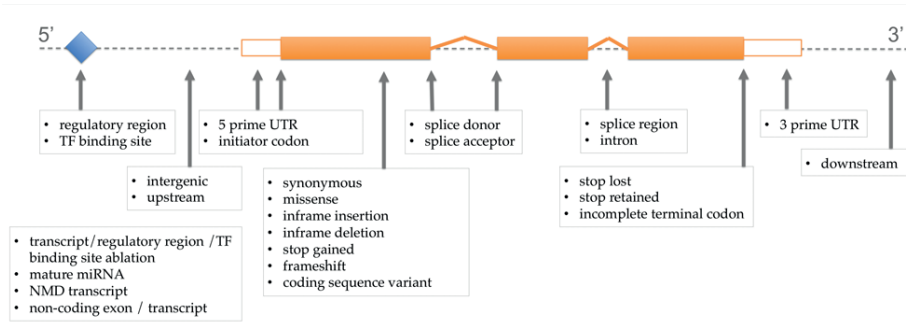 5’
3’
• regulatory region
• TF binding site
• 5 prime UTR
• initiator codon
• splice donor
• splice acceptor
• splice region
• intron
• 3 prime UTR
• downstream
• intergenic
• upstream
• synonymous
• missense
• inframe insertion
• inframe deletion
• stop gained
• frameshift
• coding sequence variant
• stop lost
• stop retained
• incomplete terminal codon
• transcript/regulatory region /TF
binding site ablation
• mature miRNA
• NMD transcript
• non-coding exon / transcript